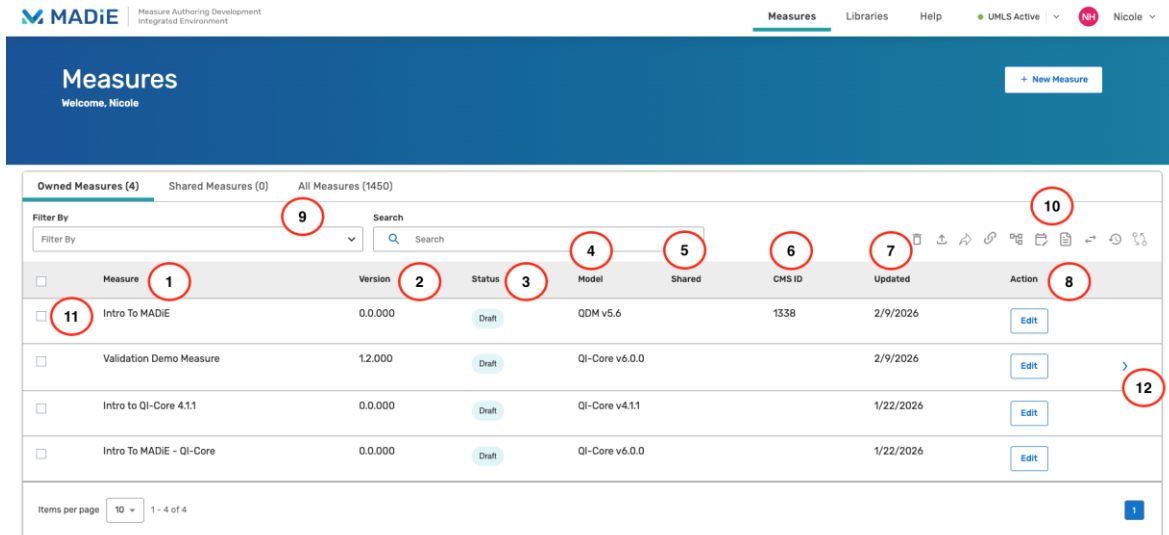 MADiE Measure Authoring Development Integrated Environment
Measures Libraries Help UMLS Active NH Nicole
Measures
Welcome, Nicole
+ New Measure
Owned Measures (4) Shared Measures (0) All Measures (1450)
Filter By 9 Search 10
Filter By Search
4 5 6 7
Measure 1 Version 2 Status 3 Model Shared CMS ID Updated Action 8
11 Intro To MADiE 0.0.000 Draft QDM v5.6 1338 2/9/2026 Edit
Validation Demo Measure 1.2.000 Draft QI-Core v6.0.0 2/9/2026 Edit
12
Intro to QI-Core 4.1.1 0.0.000 Draft QI-Core v4.1.1 1/22/2026 Edit
Intro To MADiE - QI-Core 0.0.000 Draft QI-Core v6.0.0 1/22/2026 Edit
Items per page 10 1 - 4 of 4 1